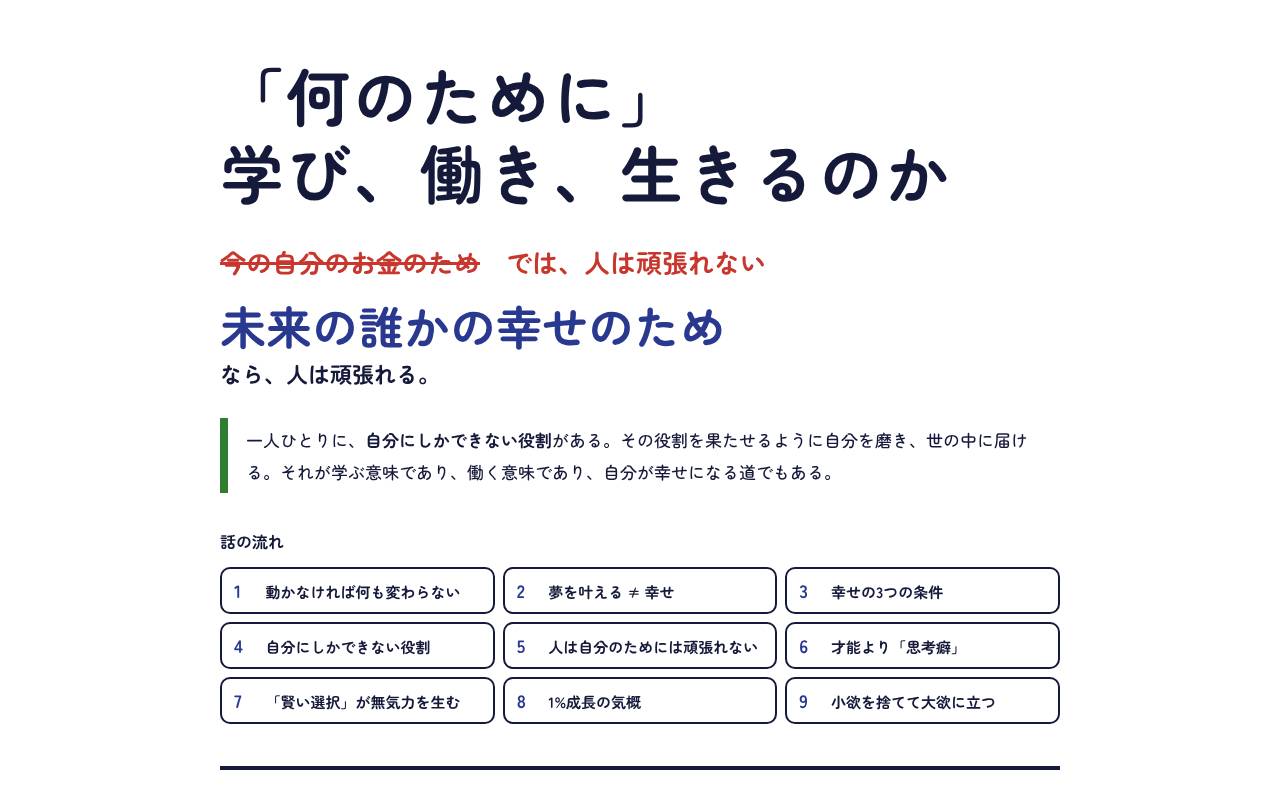 「何のために」
学び、働き、生きるのか
今の自分のお金のため では、人は頑張れない
未来の誰かの幸せのため
なら、人は頑張れる。
一人ひとりに、自分にしかできない役割がある。その役割を果たせるように自分を磨き、世の中に届け
る。それが学ぶ意味であり、働く意味であり、自分が幸せになる道でもある。
話の流れ
1 動かなければ何も変わらない
2 夢を叶える ≠ 幸せ
3 幸せの3つの条件
4 自分にしかできない役割
5 人は自分のためには頑張れない
6 才能より「思考癖」
7 「賢い選択」が無気力を生む
8 1%成長の気概
9 小欲を捨てて大欲に立つ